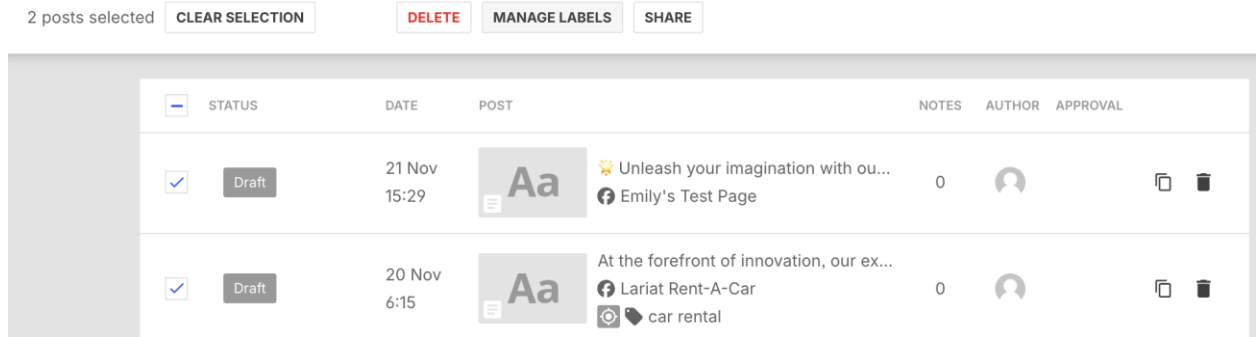 2 posts selected CLEAR SELECTION DELETE MANAGE LABELS SHARE
STATUS DATE POST NOTES AUTHOR APPROVAL
Draft
21 Nov
15:29
Aa
🌟 Unleash your imagination with ou...
Emily's Test Page
0
Draft
20 Nov
6:15
Aa
At the forefront of innovation, our ex...
Lariat Rent-A-Car
car rental
0